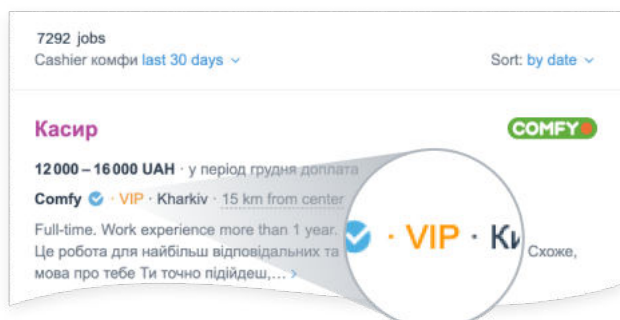 7292 jobs
Cashier комфи last 30 days
Sort: by date
Касир
COMFY
12 000 – 16 000 UAH · у період грудня доплата
Comfy · VIP · Kharkiv · 15 km from center
Full-time. Work experience more than 1 year.
Це робота для найбільш відповідальних та
Схоже,
мова про тебе Ти точно підійдеш,… ›
· VIP ·